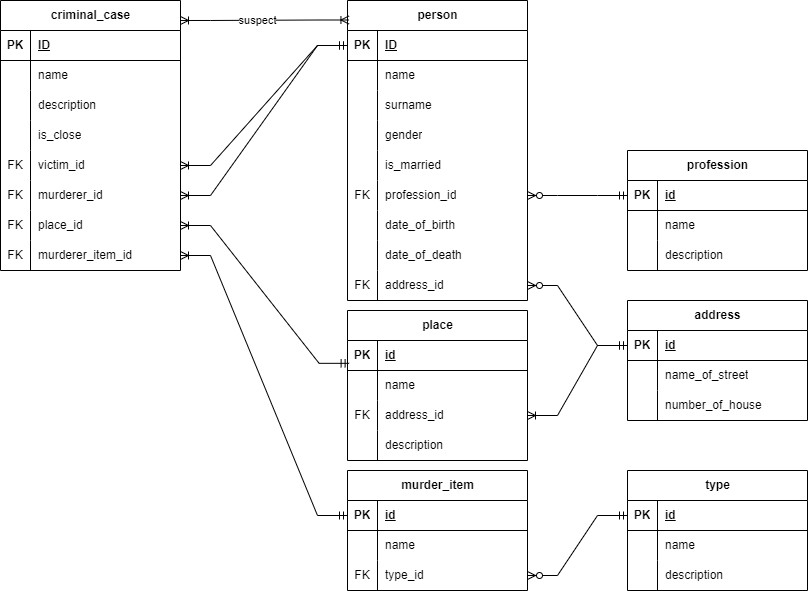 criminal_case
PK ID
name
description
is_close
FK victim_id
FK murderer_id
FK place_id
FK murderer_item_id
suspect
person
PK ID
name
surname
gender
is_married
FK profession_id
date_of_birth
date_of_death
FK address_id
profession
PK id
name
description
place
PK id
name
FK address_id
description
address
PK id
name_of_street
number_of_house
murder_item
PK id
name
FK type_id
type
PK id
name
description